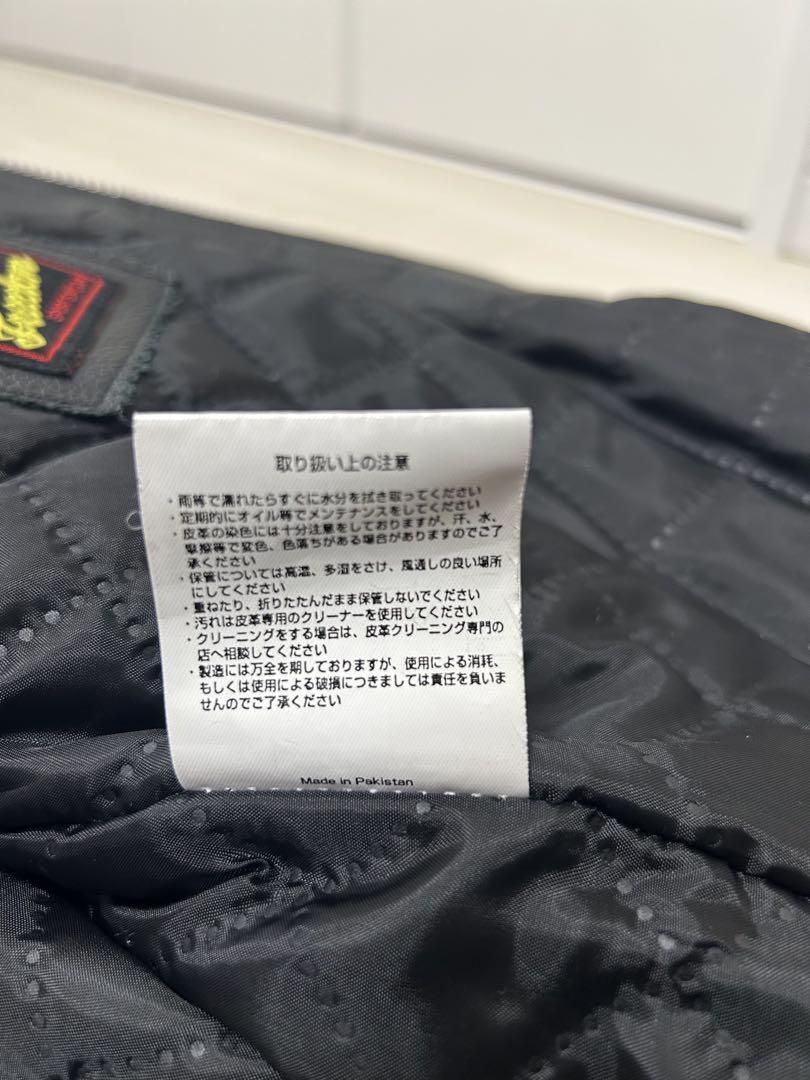 取り扱い上の注意
・雨等で濡れたらすぐに水分を拭き取ってください
・定期的にオイル等でメンテナンスをしてください
・皮革の染色には十分注意をしておりますが、汗、水、
摩擦等で変色、色落ちがある場合がありますのでご了
承ください
・保管については高温、多湿をさけ、風通しの良い場所
にしてください
・重ねたり、折りたたんだまま保管しないでください
・汚れは皮革専用のクリーナーを使用してください
・クリーニングをする場合は、皮革クリーニング専門の
店へ相談してください
・製造には万全を期しておりますが、使用による消耗、
もしくは使用による破損につきましては責任を負いま
せんのでご了承ください
Made in Pakistan